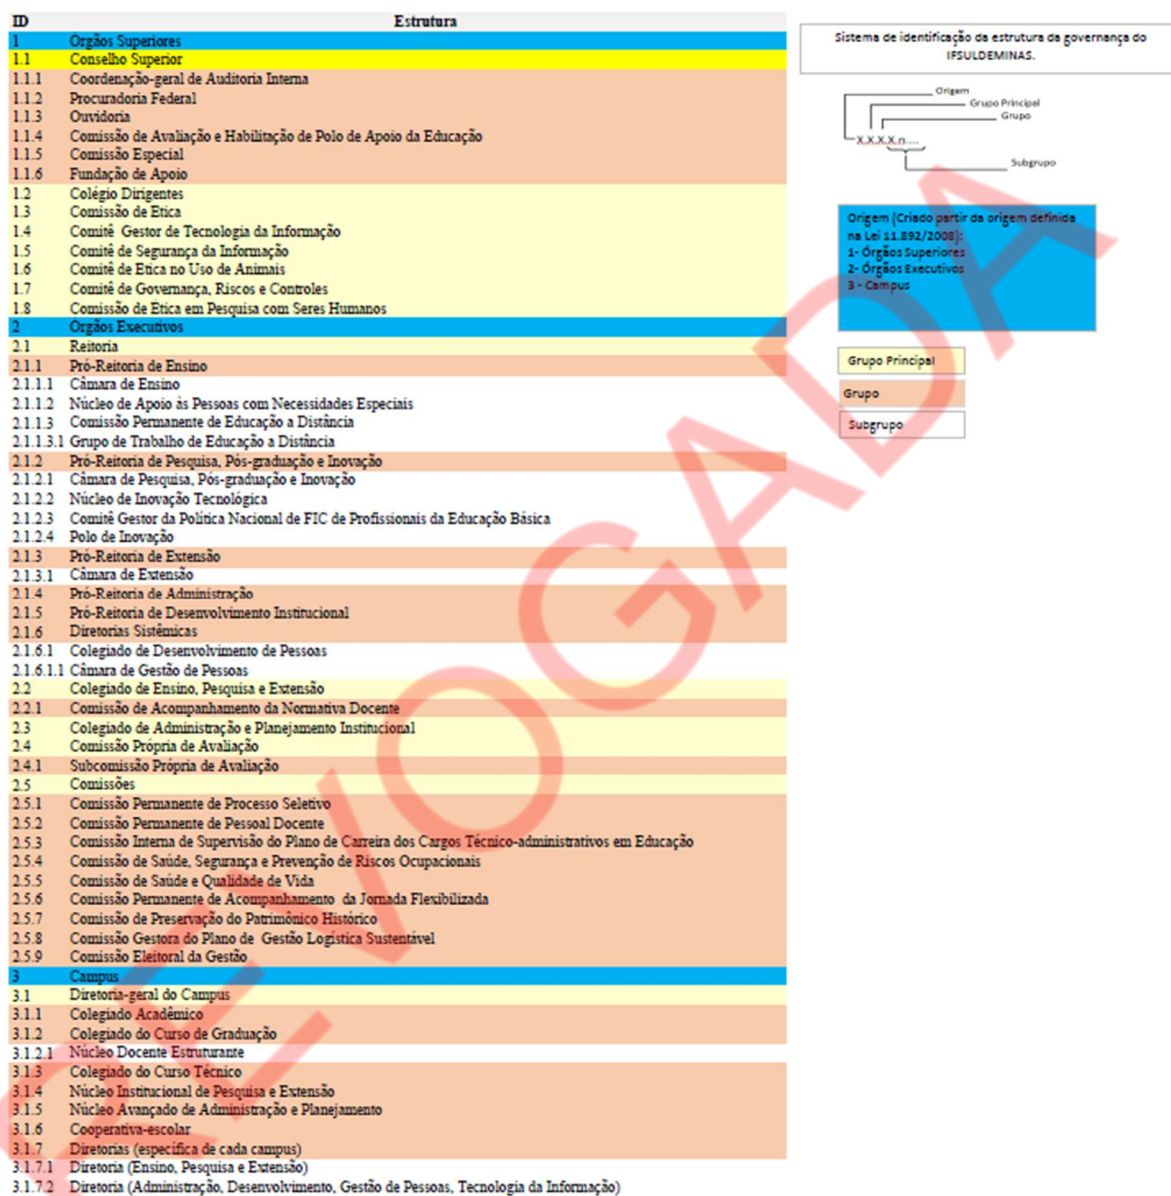 ID Estrutura
1 Órgãos Superiores
1.1 Conselho Superior
1.1.1 Coordenação-geral de Auditoria Interna
1.1.2 Procuradoria Federal
1.1.3 Ouvidoria
1.1.4 Comissão de Avaliação e Habilitação de Polo de Apoio da Educação
1.1.5 Comissão Especial
1.1.6 Fundação de Apoio
1.2 Colégio Dirigentes
1.3 Comissão de Etica
1.4 Comitê Gestor de Tecnologia da Informação
1.5 Comitê de Segurança da Informação
1.6 Comitê de Etica no Uso de Animais
1.7 Comitê de Governança, Riscos e Controles
1.8 Comissão de Etica em Pesquisa com Seres Humanos
2 Órgãos Executivos
2.1 Reitoria
2.1.1 Pró-Reitoria de Ensino
2.1.1.1 Câmara de Ensino
2.1.1.2 Núcleo de Apoio às Pessoas com Necessidades Especiais
2.1.1.3 Comissão Permanente de Educação a Distância
2.1.1.3.1 Grupo de Trabalho de Educação a Distância
2.1.2 Pró-Reitoria de Pesquisa, Pós-graduação e Inovação
2.1.2.1 Câmara de Pesquisa, Pós-graduação e Inovação
2.1.2.2 Núcleo de Inovação Tecnológica
2.1.2.3 Comitê Gestor da Política Nacional de FIC de Profissionais da Educação Básica
2.1.2.4 Polo de Inovação
2.1.3 Pró-Reitoria de Extensão
2.1.3.1 Câmara de Extensão
2.1.4 Pró-Reitoria de Administração
2.1.5 Pró-Reitoria de Desenvolvimento Institucional
2.1.6 Diretorias Sistêmicas
2.1.6.1 Colegiado de Desenvolvimento de Pessoas
2.1.6.1.1 Câmara de Gestão de Pessoas
2.2 Colegiado de Ensino, Pesquisa e Extensão
2.2.1 Comissão de Acompanhamento da Normativa Docente
2.3 Colegiado de Administração e Planejamento Institucional
2.4 Comissão Própria de Avaliação
2.4.1 Subcomissão Própria de Avaliação
2.5 Comissões
2.5.1 Comissão Permanente de Processo Seletivo
2.5.2 Comissão Permanente de Pessoal Docente
2.5.3 Comissão Interna de Supervisão do Plano de Carreira dos Cargos Técnico-administrativos em Educação
2.5.4 Comissão de Saúde, Segurança e Prevenção de Riscos Ocupacionais
2.5.5 Comissão de Saúde e Qualidade de Vida
2.5.6 Comissão Permanente de Acompanhamento da Jornada Flexibilizada
2.5.7 Comissão de Preservação do Patrimônico Histórico
2.5.8 Comissão Gestora do Plano de Gestão Logística Sustentável
2.5.9 Comissão Eleitoral da Gestão
3 Campus
3.1 Diretoria-geral do Campus
3.1.1 Colegiado Acadêmico
3.1.2 Colegiado do Curso de Graduação
3.1.2.1 Núcleo Docente Estruturante
3.1.3 Colegiado do Curso Técnico
3.1.4 Núcleo Institucional de Pesquisa e Extensão
3.1.5 Núcleo Avançado de Administração e Planejamento
3.1.6 Cooperativa-escolar
3.1.7 Diretorias (específica de cada campus)
3.1.7.1 Diretoria (Ensino, Pesquisa e Extensão)
3.1.7.2 Diretoria (Administração, Desenvolvimento, Gestão de Pessoas, Tecnologia da Informação)
Sistema de identificação da estrutura da governança do
IFSULDEMINAS.
Origem
Grupo Principal
Grupo
X.X.X.X.n....
Subgrupo
Origem (Criado partir da origem definida
na Lei 11.892/2008):
1- Órgãos Superiores
2- Órgãos Executivos
3 - Campus
Grupo Principal
Grupo
Subgrupo
REVOGADA